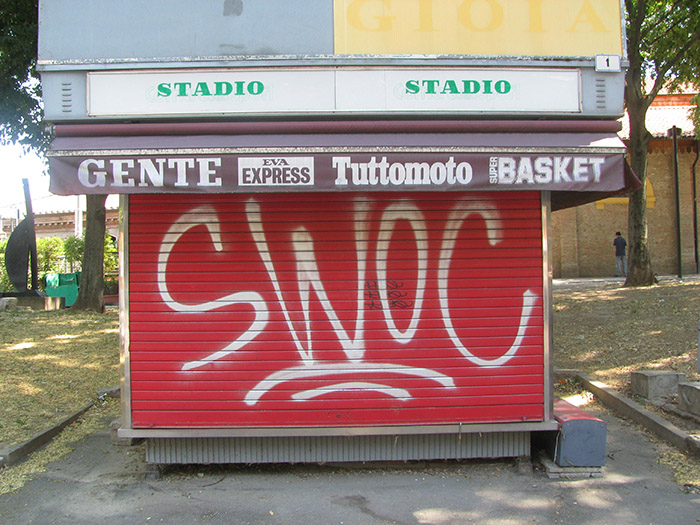 GIOIA
1
STADIO STADIO
GENTE EVA EXPRESS Tuttomoto SUPER BASKET
SWOC